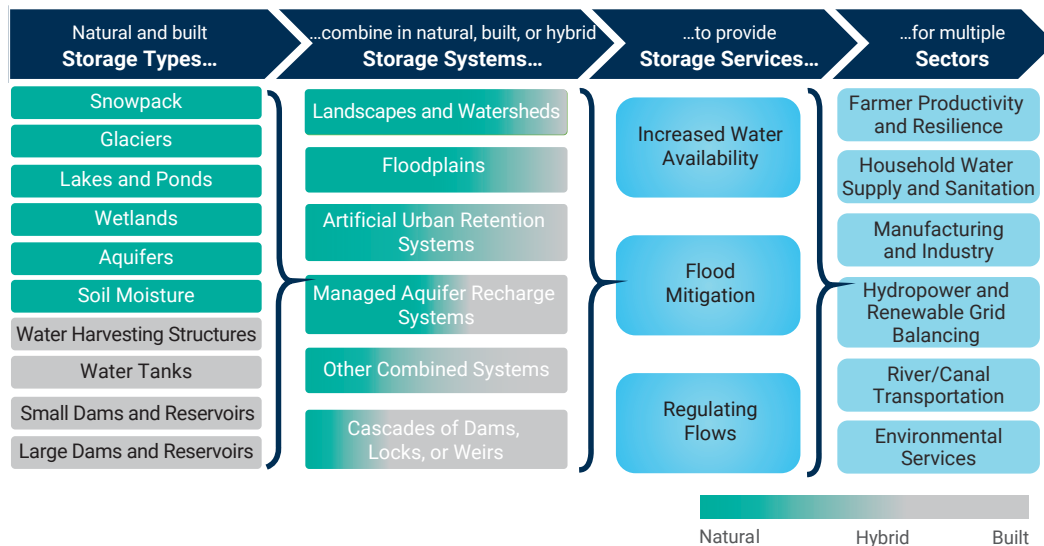 Natural and built
Storage Types...
...combine in natural, built, or hybrid
Storage Systems...
...to provide
Storage Services...
...for multiple
Sectors
Snowpack
Glaciers
Lakes and Ponds
Wetlands
Aquifers
Soil Moisture
Water Harvesting Structures
Water Tanks
Small Dams and Reservoirs
Large Dams and Reservoirs
Landscapes and Watersheds
Floodplains
Artificial Urban Retention
Systems
Managed Aquifer Recharge
Systems
Other Combined Systems
Cascades of Dams,
Locks, or Weirs
Increased Water
Availability
Flood
Mitigation
Regulating
Flows
Farmer Productivity
and Resilience
Household Water
Supply and Sanitation
Manufacturing
and Industry
Hydropower and
Renewable Grid
Balancing
River/Canal
Transportation
Environmental
Services
Natural
Hybrid
Built